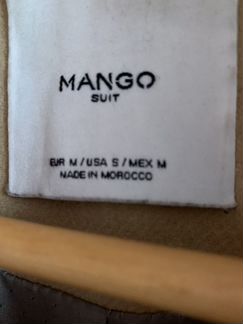 MANGO
SUIT
EUR M / USA S / MEX M
MADE IN MOROCCO